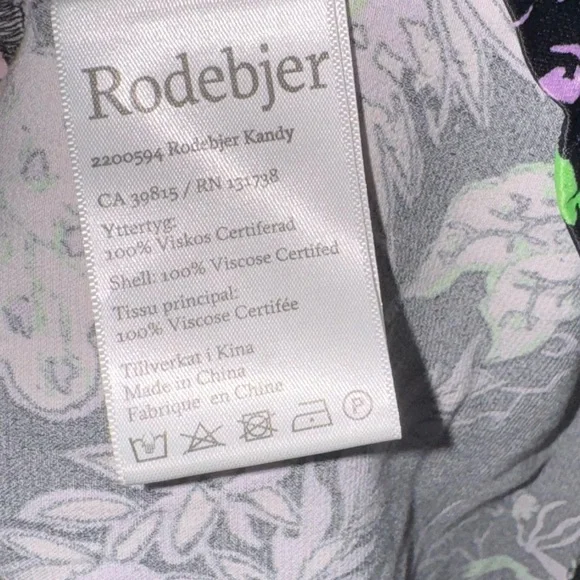 Rodebjer
2200594 Rodebjer Kandy
CA 39815 / RN 131738
Yttertyg:
100% Viskos Certiferad
Shell: 100% Viscose Certifed
Tissu principal:
100% Viscose Certifée
Tillverkat i Kina
Made in China
Fabrique en Chine
P